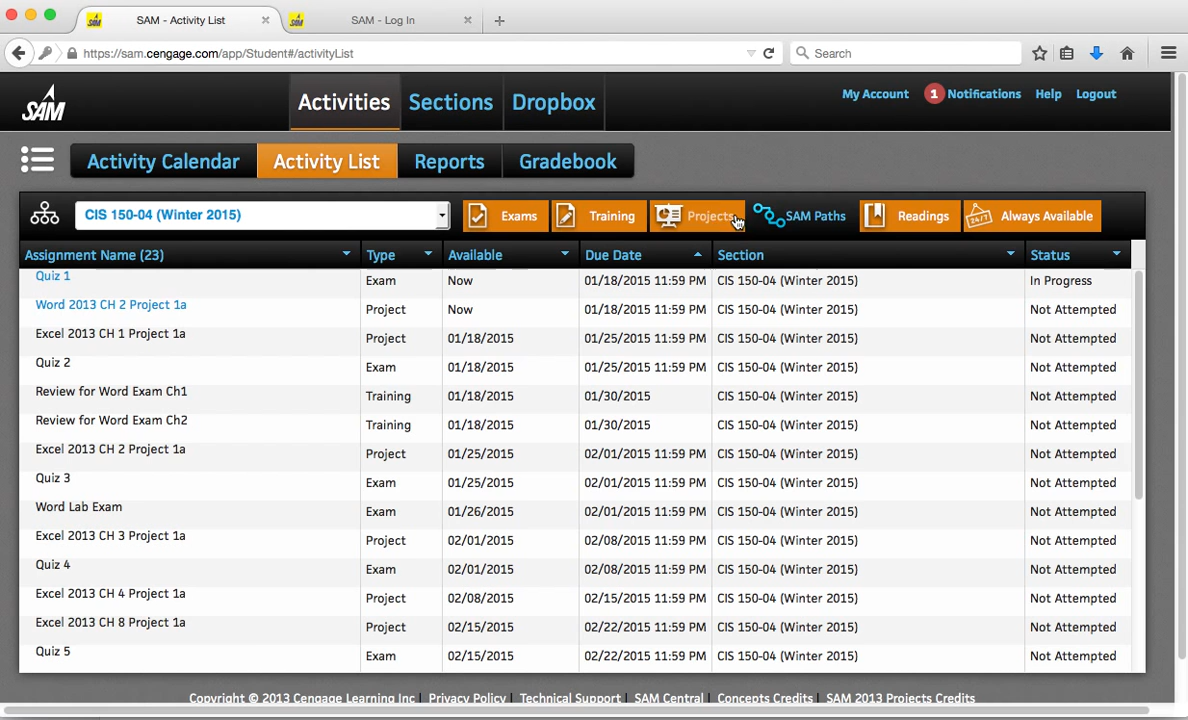 SAM SAM - Activity List SAM SAM - Log In
https://sam.cengage.com/app/Student#/activityList Search
SAM Activities Sections Dropbox My Account 1 Notifications Help Logout
Activity Calendar Activity List Reports Gradebook
CIS 150-04 (Winter 2015) Exams Training Projects SAM Paths Readings 24/7 Always Available
Assignment Name (23) Type Available Due Date Section Status
Quiz 1 Exam Now 01/18/2015 11:59 PM CIS 150-04 (Winter 2015) In Progress
Word 2013 CH 2 Project 1a Project Now 01/18/2015 11:59 PM CIS 150-04 (Winter 2015) Not Attempted
Excel 2013 CH 1 Project 1a Project 01/18/2015 01/25/2015 11:59 PM CIS 150-04 (Winter 2015) Not Attempted
Quiz 2 Exam 01/18/2015 01/25/2015 11:59 PM CIS 150-04 (Winter 2015) Not Attempted
Review for Word Exam Ch1 Training 01/18/2015 01/30/2015 CIS 150-04 (Winter 2015) Not Attempted
Review for Word Exam Ch2 Training 01/18/2015 01/30/2015 CIS 150-04 (Winter 2015) Not Attempted
Excel 2013 CH 2 Project 1a Project 01/25/2015 02/01/2015 11:59 PM CIS 150-04 (Winter 2015) Not Attempted
Quiz 3 Exam 01/25/2015 02/01/2015 11:59 PM CIS 150-04 (Winter 2015) Not Attempted
Word Lab Exam Exam 01/26/2015 02/01/2015 11:59 PM CIS 150-04 (Winter 2015) Not Attempted
Excel 2013 CH 3 Project 1a Project 02/01/2015 02/08/2015 11:59 PM CIS 150-04 (Winter 2015) Not Attempted
Quiz 4 Exam 02/01/2015 02/08/2015 11:59 PM CIS 150-04 (Winter 2015) Not Attempted
Excel 2013 CH 4 Project 1a Project 02/08/2015 02/15/2015 11:59 PM CIS 150-04 (Winter 2015) Not Attempted
Excel 2013 CH 8 Project 1a Project 02/15/2015 02/22/2015 11:59 PM CIS 150-04 (Winter 2015) Not Attempted
Quiz 5 Exam 02/15/2015 02/22/2015 11:59 PM CIS 150-04 (Winter 2015) Not Attempted
Copyright © 2013 Cengage Learning Inc | Privacy Policy | Technical Support | SAM Central | Concepts Credits | SAM 2013 Projects Credits